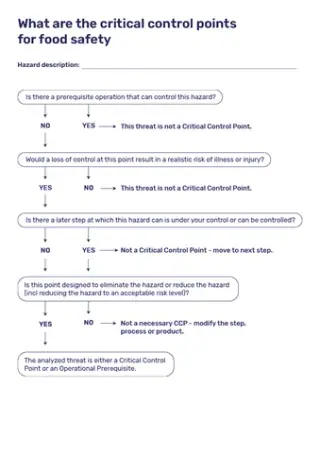 What are the critical control points
for food safety
Hazard description:
Is there a prerequisite operation that can control this hazard?
NO
YES
This threat is not a Critical Control Point.
Would a loss of control at this point result in a realistic risk of illness or injury?
YES
NO
This threat is not a Critical Control Point.
Is there a later step at which this hazard can is under your control or can be controlled?
NO
YES
Not a Critical Control Point - move to next step.
Is this point designed to eliminate the hazard or reduce the hazard
(incl reducing the hazard to an acceptable risk level)?
YES
NO
Not a necessary CCP - modify the step.
process or product.
The analyzed threat is either a Critical Control
Point or an Operational Prerequisite.